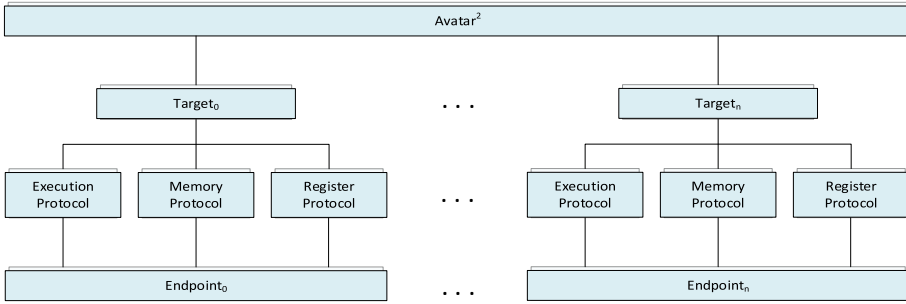 Avatar²
Target₀ . . . Targetₙ
Execution Protocol Memory Protocol Register Protocol . . . Execution Protocol Memory Protocol Register Protocol
Endpoint₀ . . . Endpointₙ